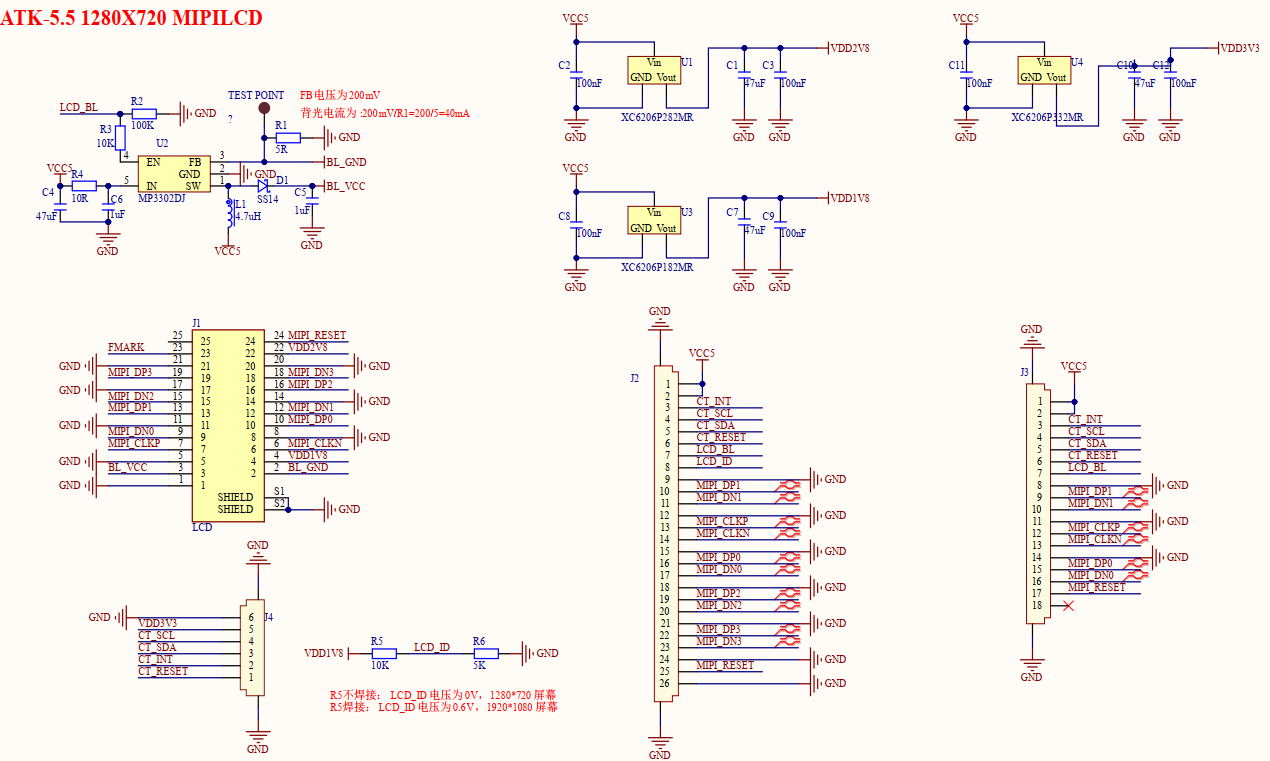 ATK-5.5 1280X720 MIPILCD
LCD_BL
R2
100K
GND
R3
10K
TEST POINT
?
FB电压为200mV
背光电流为:200mV/R1=200/5=40mA
R1
5R
GND
U2
4 EN
5 IN
FB 3
GND 2
SW 1
MP3302DJ
BL_GND
GND
VCC5
R4
10R
C4
47uF
C6
1uF
GND
D1
SS14
BL_VCC
L1
4.7uH
VCC5
C5
1uF
GND
VCC5
C2
100nF
GND
Vin
GND Vout
U1
XC6206P282MR
C1
47uF
GND
C3
100nF
GND
VDD2V8
VCC5
C11
100nF
GND
Vin
GND Vout
U4
XC6206P332MR
C10
47uF
GND
C12
100nF
GND
VDD3V3
VCC5
C8
100nF
GND
Vin
GND Vout
U3
XC6206P182MR
C7
47uF
GND
C9
100nF
GND
VDD1V8
J1
25 25
FMARK 23 23
GND 21 21
MIPI_DP3 19 19
GND 17 17
MIPI_DN2 15 15
MIPI_DP1 13 13
GND 11 11
MIPI_DN0 9 9
MIPI_CLKP 7 7
GND 5 5
BL_VCC 3 3
GND 1 1
24 24 MIPI_RESET
22 22 VDD2V8
20 20 GND
18 18 MIPI_DN3
16 16 MIPI_DP2
14 14 GND
12 12 MIPI_DN1
10 10 MIPI_DP0
8 8 GND
6 6 MIPI_CLKN
4 4 VDD1V8
2 2 BL_GND
SHIELD S1
SHIELD S2
GND
LCD
GND
J4
GND 6
VDD3V3 5
CT_SCL 4
CT_SDA 3
CT_INT 2
CT_RESET 1
GND
VDD1V8
R5
10K
LCD_ID
R6
5K
GND
R5不焊接: LCD_ID电压为0V, 1280*720 屏幕
R5焊接: LCD_ID电压为0.6V, 1920*1080 屏幕
GND
J2
VCC5
1
2
3 CT_INT
4 CT_SCL
5 CT_SDA
6 CT_RESET
7 LCD_BL
8 LCD_ID
9 GND
10 MIPI_DP1
11 MIPI_DN1
12 GND
13 MIPI_CLKP
14 MIPI_CLKN
15 GND
16 MIPI_DP0
17 MIPI_DN0
18 GND
19 MIPI_DP2
20 MIPI_DN2
21 GND
22 MIPI_DP3
23 MIPI_DN3
24 GND
25 MIPI_RESET
26 GND
GND
GND
J3
VCC5
1
2
3 CT_INT
4 CT_SCL
5 CT_SDA
6 CT_RESET
7 LCD_BL
8 GND
9 MIPI_DP1
10 MIPI_DN1
11 GND
12 MIPI_CLKP
13 MIPI_CLKN
14 GND
15 MIPI_DP0
16 MIPI_DN0
17 MIPI_RESET
18
GND